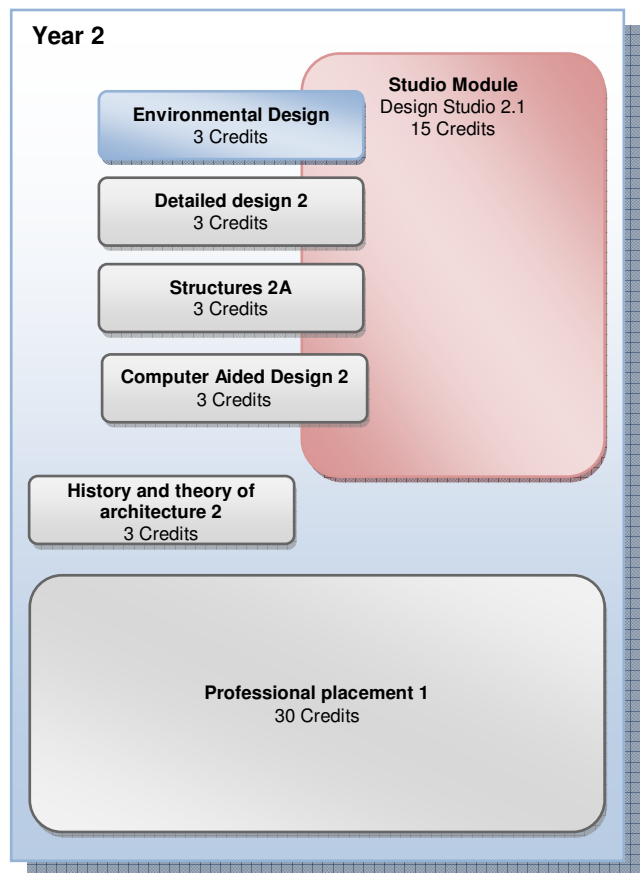 Year 2
Studio Module
Design Studio 2.1
15 Credits
Environmental Design
3 Credits
Detailed design 2
3 Credits
Structures 2A
3 Credits
Computer Aided Design 2
3 Credits
History and theory of
architecture 2
3 Credits
Professional placement 1
30 Credits